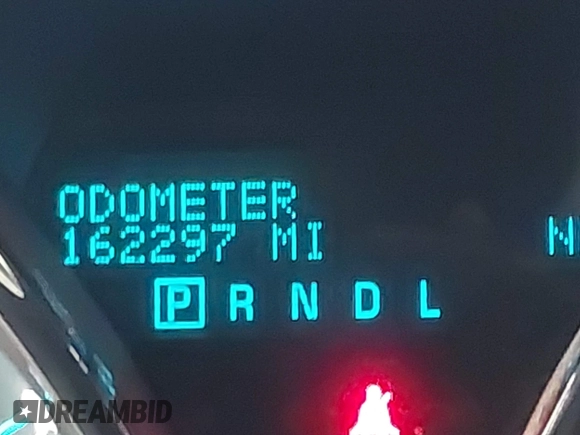 ODOMETER
162297 MI
N
P R N D L
DREAMBID